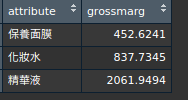 attribute grossmarg
保養面膜 452.6241
化妝水 837.7345
精華液 2061.9494